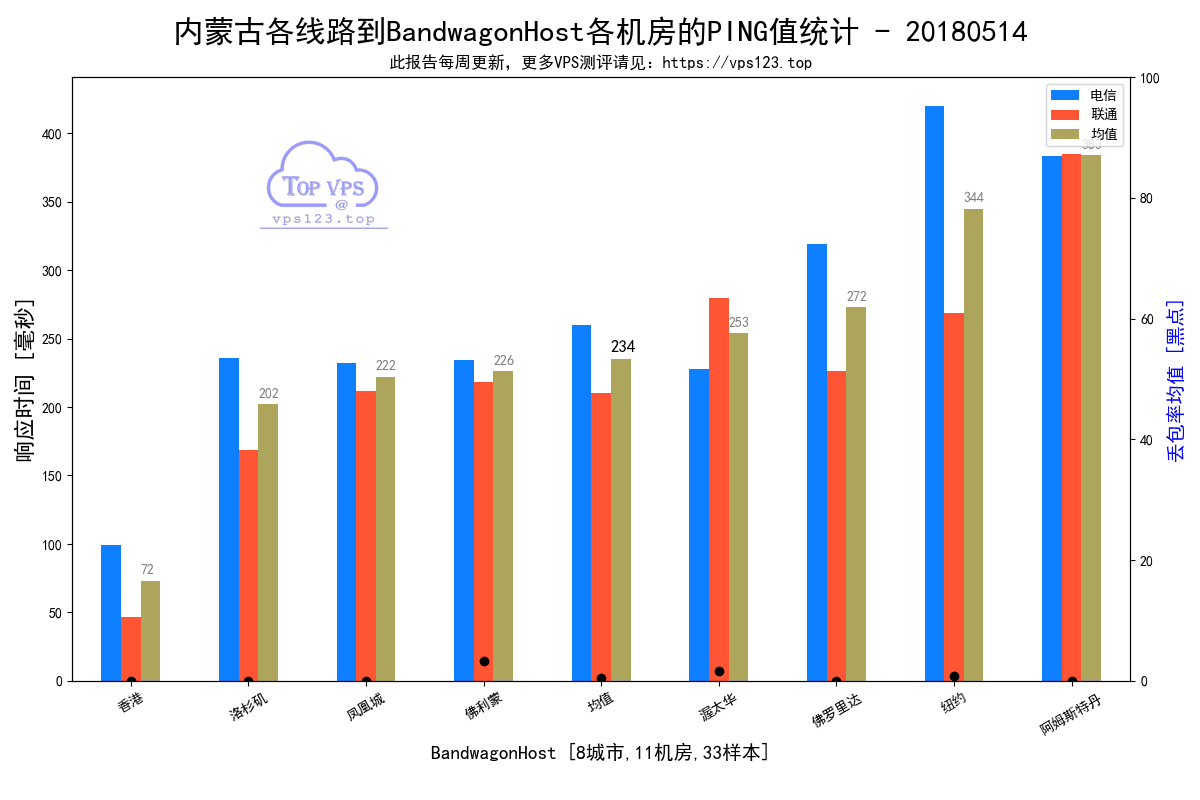 内蒙古各线路到BandwagonHost各机房的PING值统计 - 20180514
此报告每周更新，更多VPS测评请见：https://vps123.top
电信
联通
均值
TOP VPS
@
vps123.top
响应时间 [毫秒]
400
350
300
250
200
150
100
50
0
100
80
60
40
20
0
丢包率均值 [黑点]
72
202
222
226
234
253
272
344
383
香港
洛杉矶
凤凰城
佛利蒙
均值
渥太华
佛罗里达
纽约
阿姆斯特丹
BandwagonHost [8城市,11机房,33样本]